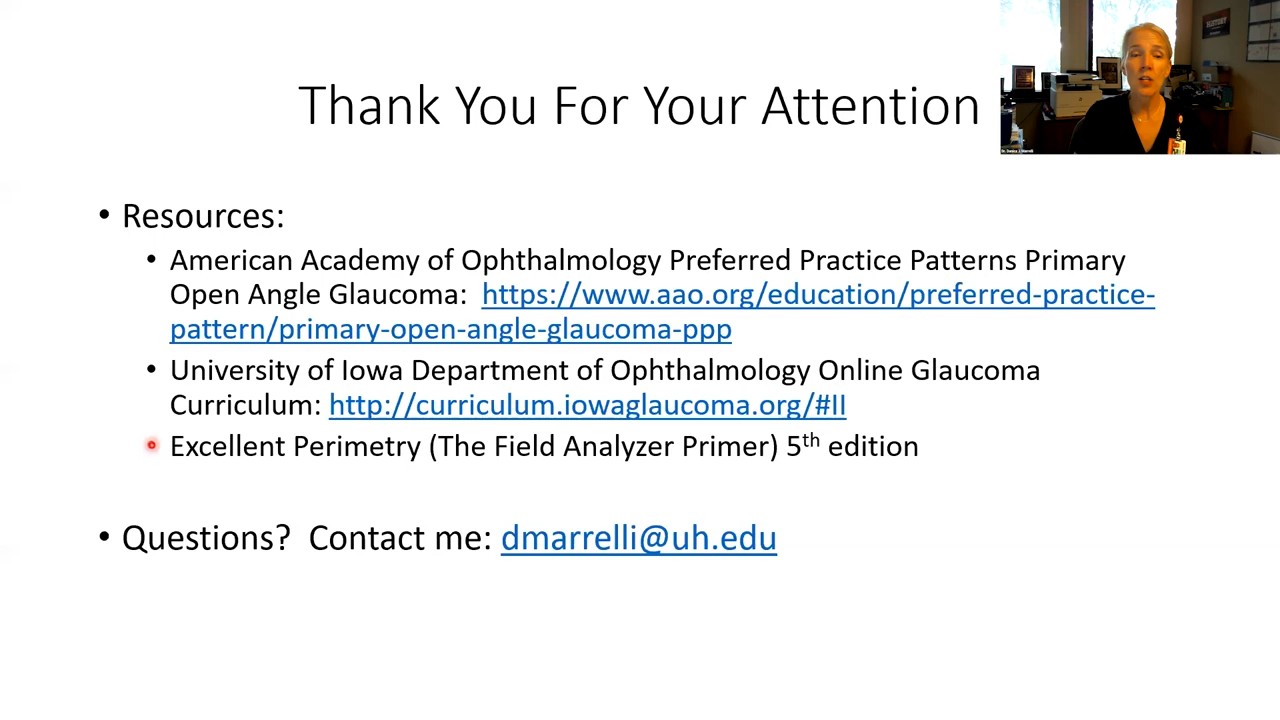 Thank You For Your Attention
• Resources:
• American Academy of Ophthalmology Preferred Practice Patterns Primary
Open Angle Glaucoma: https://www.aao.org/education/preferred-practice-
pattern/primary-open-angle-glaucoma-ppp
• University of Iowa Department of Ophthalmology Online Glaucoma
Curriculum: http://curriculum.iowaglaucoma.org/#II
• Excellent Perimetry (The Field Analyzer Primer) 5th edition
• Questions? Contact me: dmarrelli@uh.edu